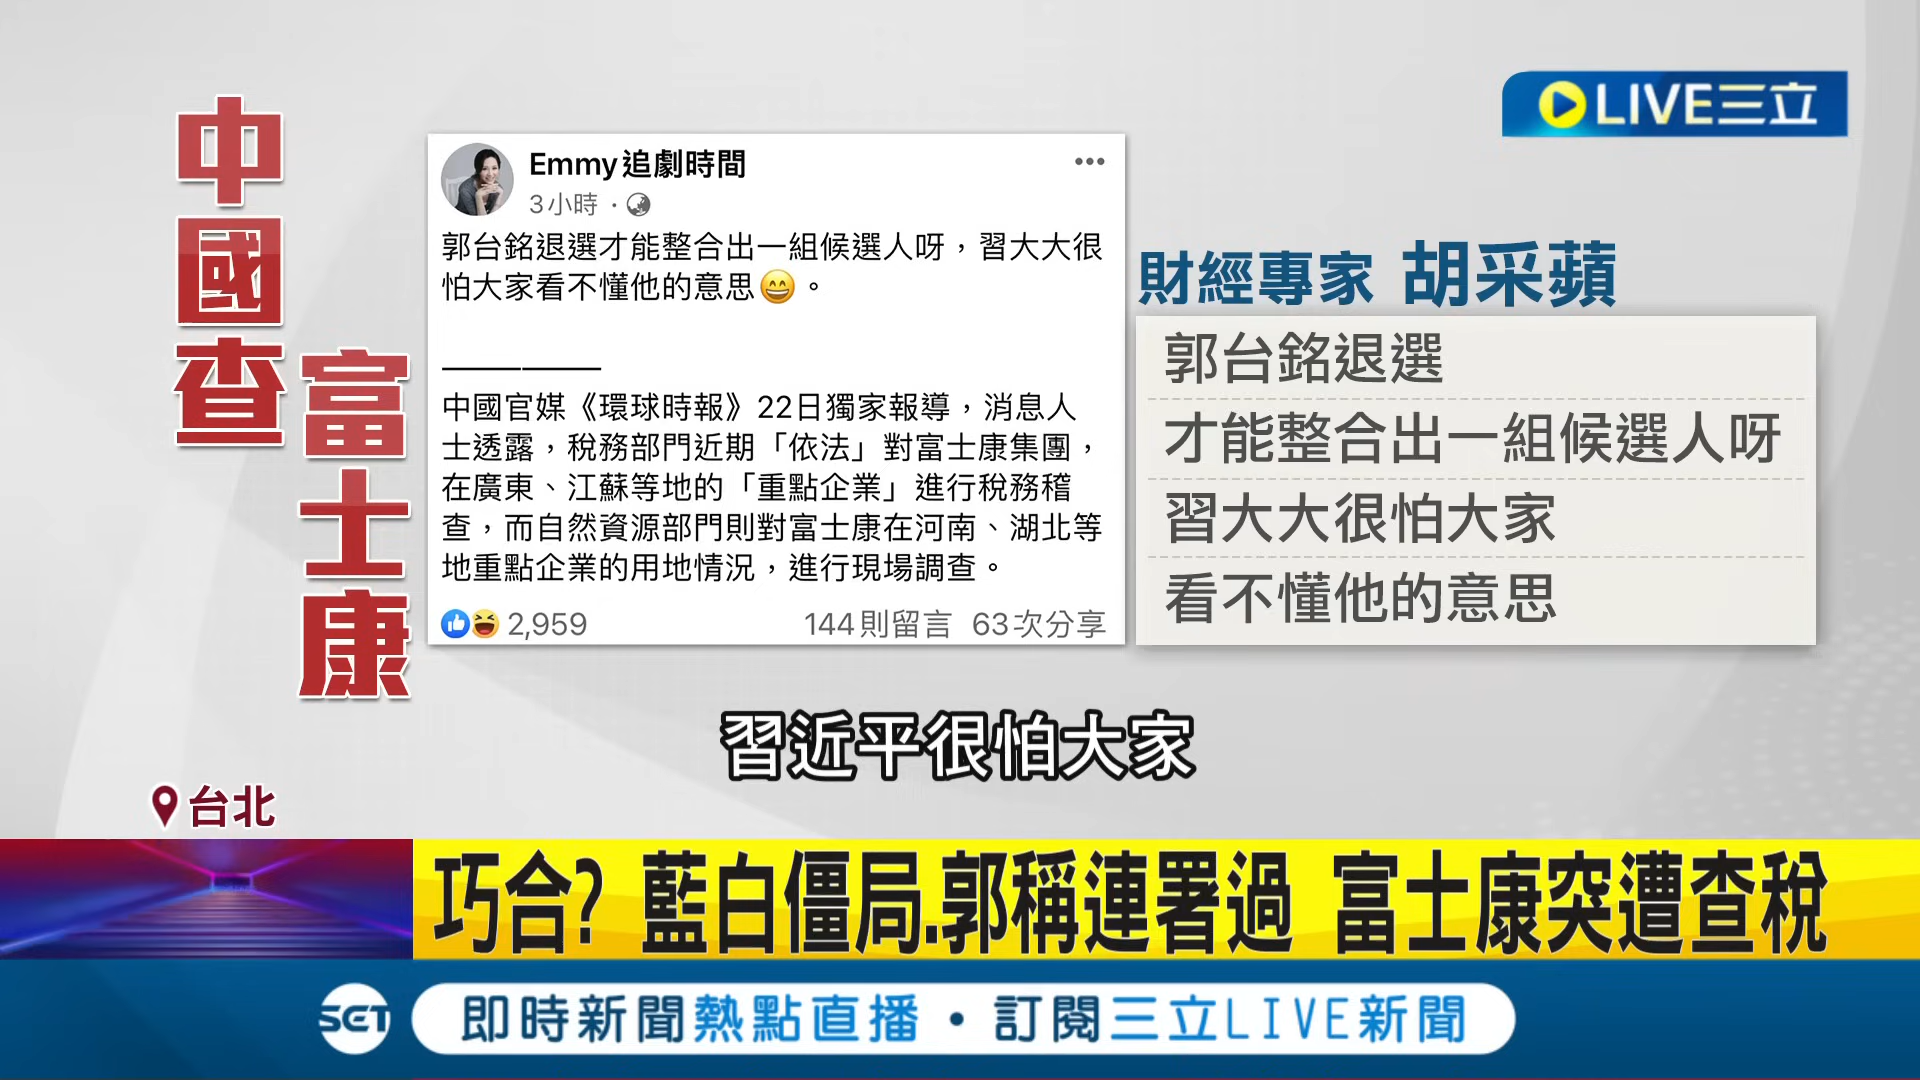 中國查
富士康
LIVE三立
Emmy追劇時間
3小時 ·
郭台銘退選才能整合出一組候選人呀，習大大很
怕大家看不懂他的意思😄。
——————
中國官媒《環球時報》22日獨家報導，消息人
士透露，稅務部門近期「依法」對富士康集團，
在廣東、江蘇等地的「重點企業」進行稅務稽
查，而自然資源部門則對富士康在河南、湖北等
地重點企業的用地情況，進行現場調查。
2,959
144則留言 63次分享
財經專家 胡采蘋
郭台銘退選
才能整合出一組候選人呀
習大大很怕大家
看不懂他的意思
習近平很怕大家
台北
巧合? 藍白僵局.郭稱連署過 富士康突遭查稅
SET
即時新聞熱點直播・訂閱三立LIVE新聞